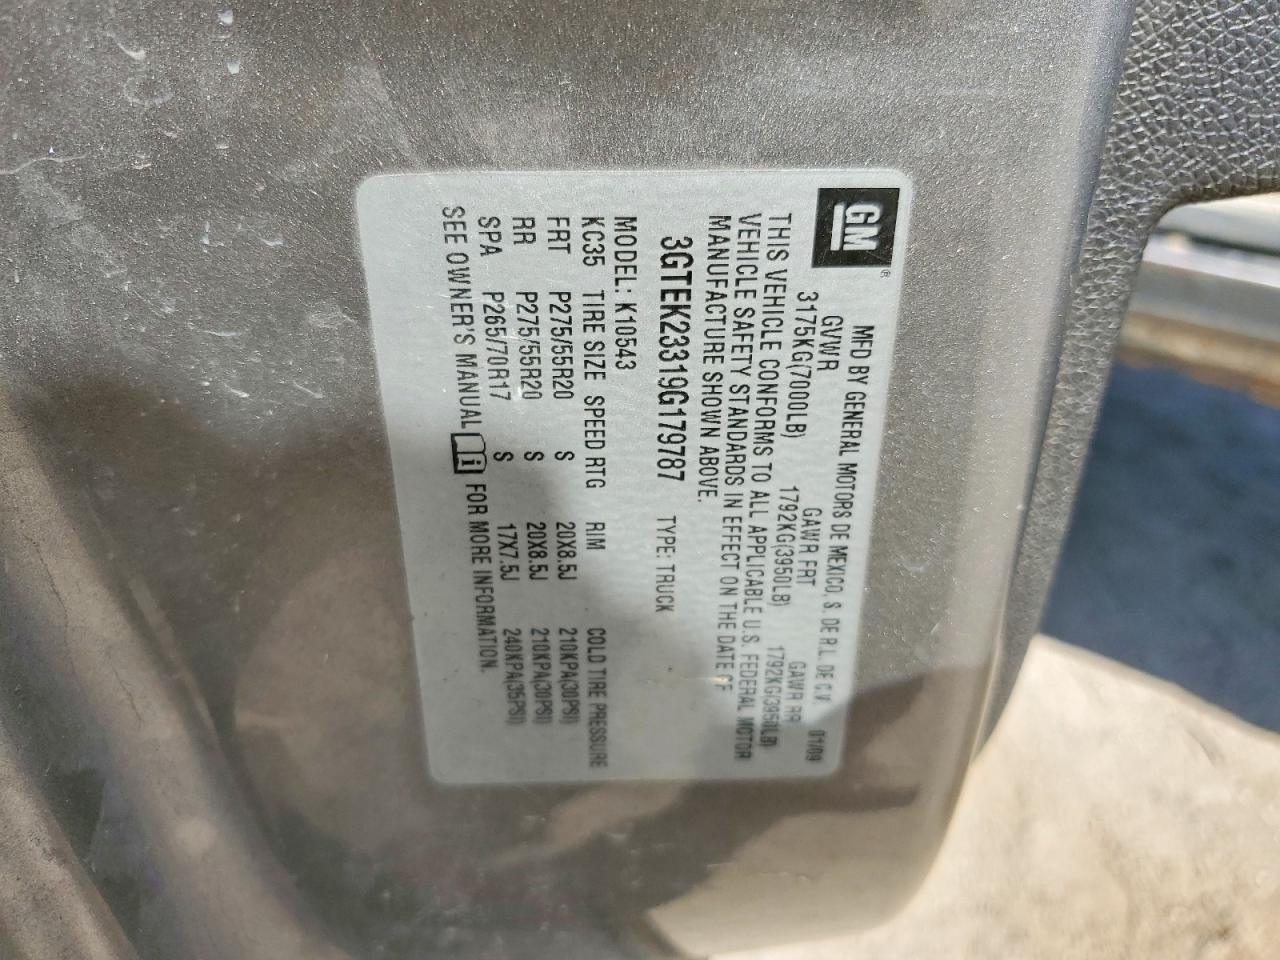 GM®
MFD BY GENERAL MOTORS DE MEXICO, S. DE R.L. DE C.V. 01/09
GVWR GAWR FRT GAWR RR
3175KG(7000LB) 1792KG(3950LB) 1792KG(3950LB)
THIS VEHICLE CONFORMS TO ALL APPLICABLE U.S. FEDERAL MOTOR
VEHICLE SAFETY STANDARDS IN EFFECT ON THE DATE OF
MANUFACTURE SHOWN ABOVE.
3GTEK23319G179787 TYPE: TRUCK
MODEL: K10543
KC35 TIRE SIZE SPEED RTG RIM COLD TIRE PRESSURE
FRT P275/55R20 S 20X8.5J 210KPA(30PSI)
RR P275/55R20 S 20X8.5J 210KPA(30PSI)
SPA P265/70R17 S 17X7.5J 240KPA(35PSI)
SEE OWNER'S MANUAL i FOR MORE INFORMATION.